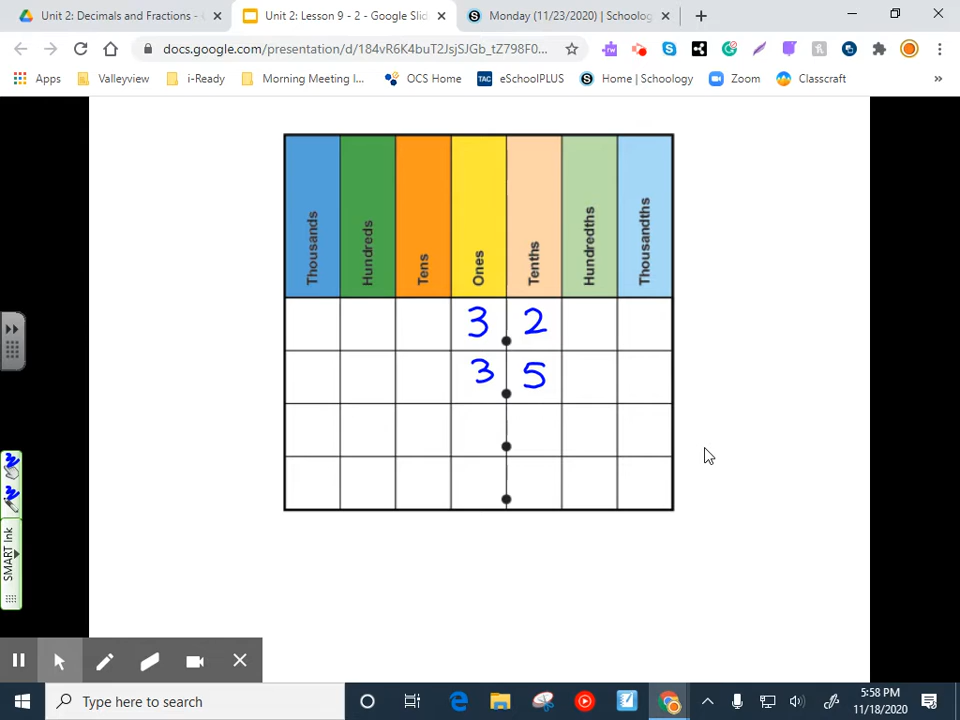 Unit 2: Decimals and Fractions - U
Unit 2: Lesson 9 - 2 - Google Slid
Monday (11/23/2020) | Schoolog
docs.google.com/presentation/d/184vR6K4buT2JsjSJGb_tZ798F0...
Apps
Valleyview
i-Ready
Morning Meeting I...
OCS Home
TAC
eSchoolPLUS
Home | Schoology
Zoom
Classcraft
»
Thousands
Hundreds
Tens
Ones
Tenths
Hundredths
Thousandths
3 . 2
3 . 5
.
.
SMART Ink
Type here to search
5:58 PM
11/18/2020